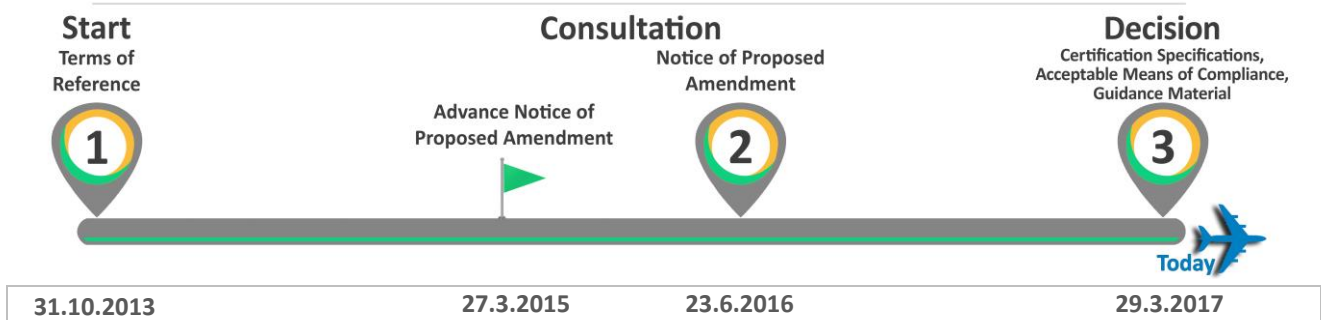 Start
Terms of
Reference
1
Consultation
Advance Notice of
Proposed Amendment
Notice of Proposed
Amendment
2
Decision
Certification Specifications,
Acceptable Means of Compliance,
Guidance Material
3
Today
31.10.2013 27.3.2015 23.6.2016 29.3.2017